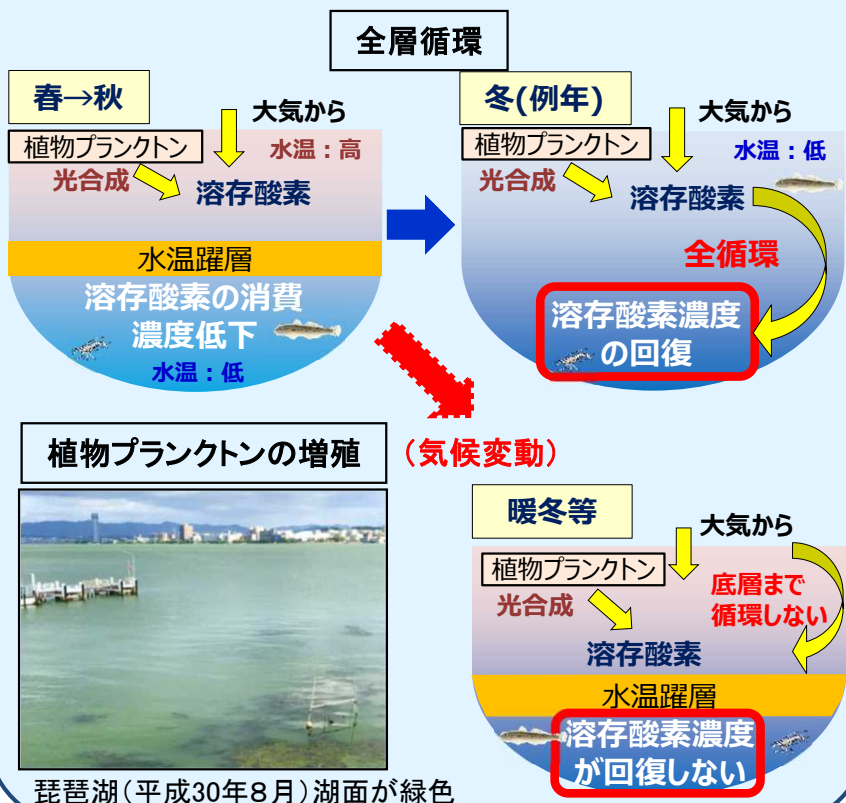 全層循環
春→秋
大気から
植物プランクトン
水温：高
光合成
溶存酸素
水温躍層
溶存酸素の消費
濃度低下
水温：低
冬(例年)
大気から
植物プランクトン
水温：低
光合成
溶存酸素
全循環
溶存酸素濃度
の回復
植物プランクトンの増殖
（気候変動）
暖冬等
大気から
植物プランクトン
底層まで
循環しない
光合成
溶存酸素
水温躍層
溶存酸素濃度
が回復しない
琵琶湖（平成30年８月）湖面が緑色